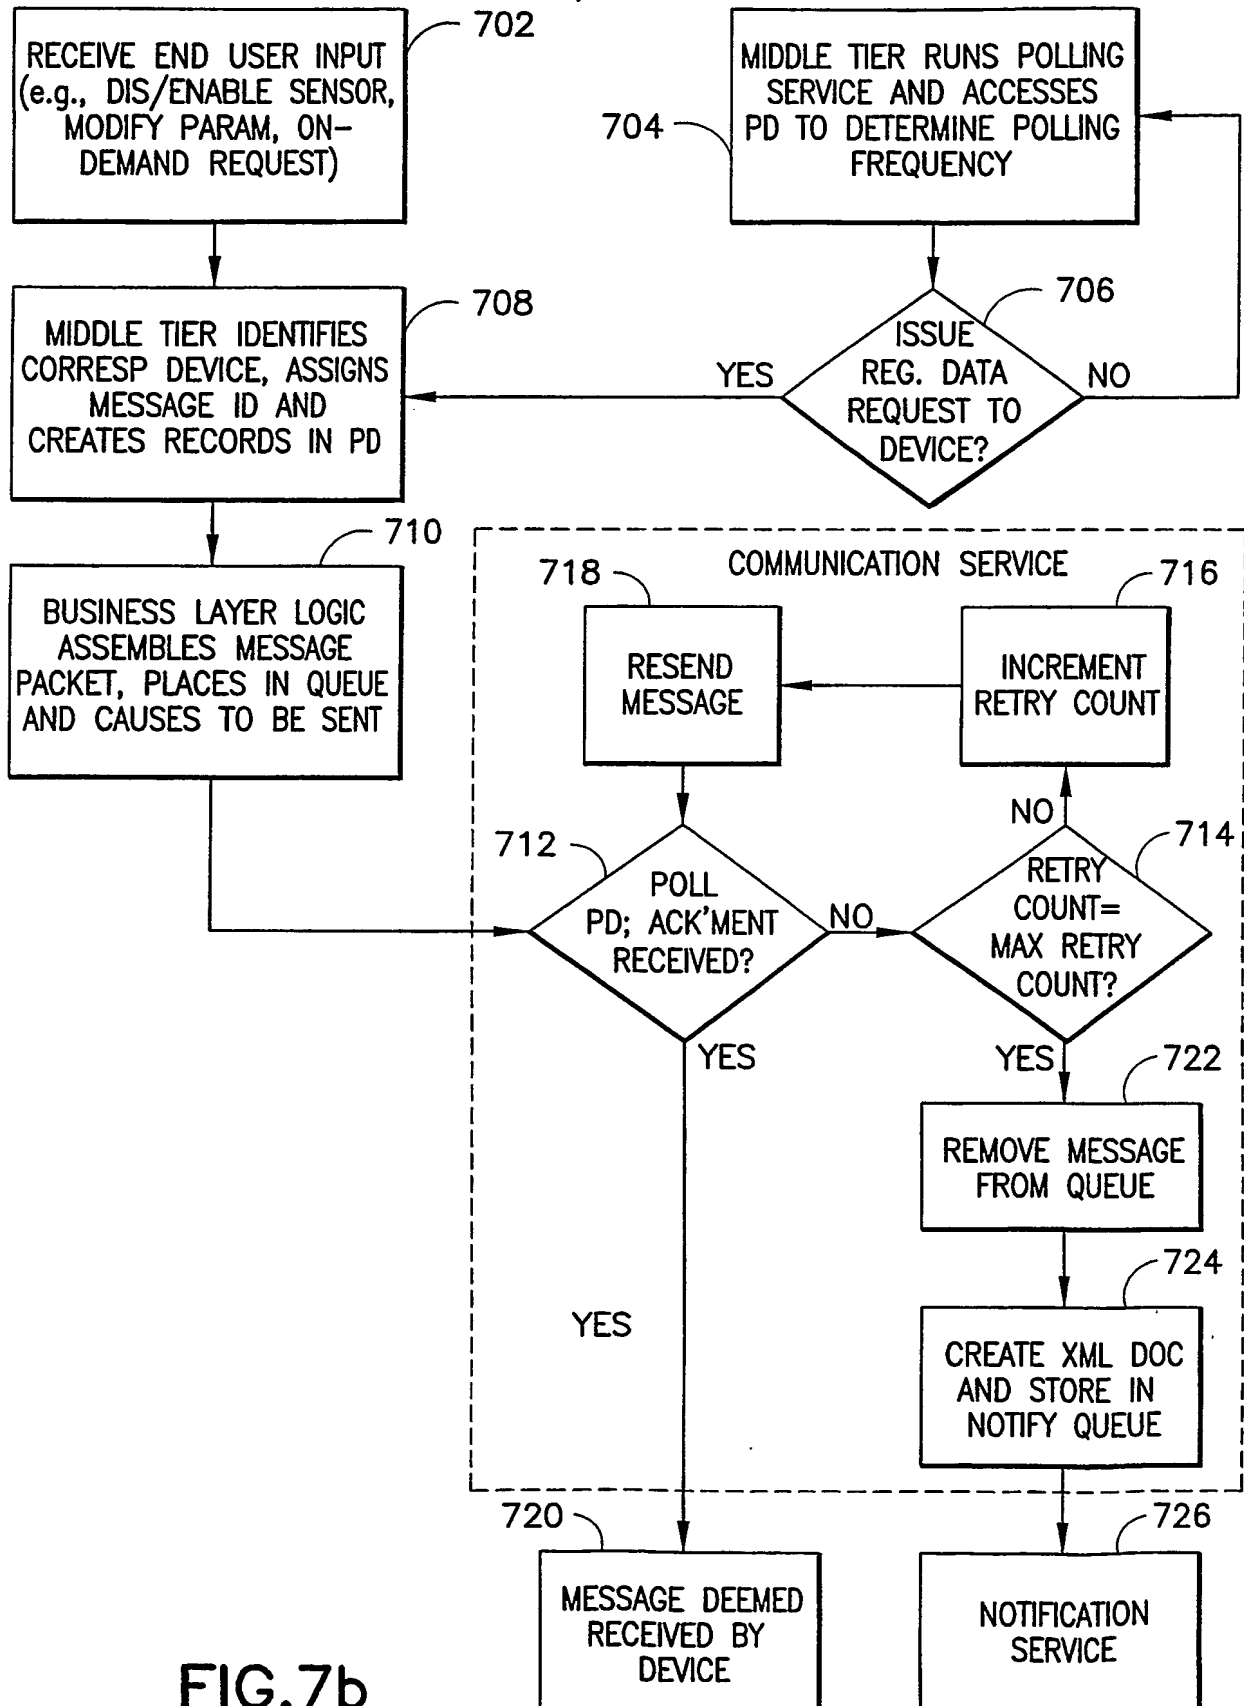 702
RECEIVE END USER INPUT
(e.g., DIS/ENABLE SENSOR,
MODIFY PARAM, ON-
DEMAND REQUEST)
MIDDLE TIER RUNS POLLING
SERVICE AND ACCESSES
PD TO DETERMINE POLLING
FREQUENCY
704
706
ISSUE
REG. DATA
REQUEST TO
DEVICE?
YES
NO
708
MIDDLE TIER IDENTIFIES
CORRESP DEVICE, ASSIGNS
MESSAGE ID AND
CREATES RECORDS IN PD
710
BUSINESS LAYER LOGIC
ASSEMBLES MESSAGE
PACKET, PLACES IN QUEUE
AND CAUSES TO BE SENT
COMMUNICATION SERVICE
718
RESEND
MESSAGE
716
INCREMENT
RETRY COUNT
NO
712
POLL
PD; ACK'MENT
RECEIVED?
NO
714
RETRY
COUNT=
MAX RETRY
COUNT?
YES
YES
722
REMOVE MESSAGE
FROM QUEUE
724
CREATE XML DOC
AND STORE IN
NOTIFY QUEUE
YES
720
MESSAGE DEEMED
RECEIVED BY
DEVICE
726
NOTIFICATION
SERVICE
FIG.7b